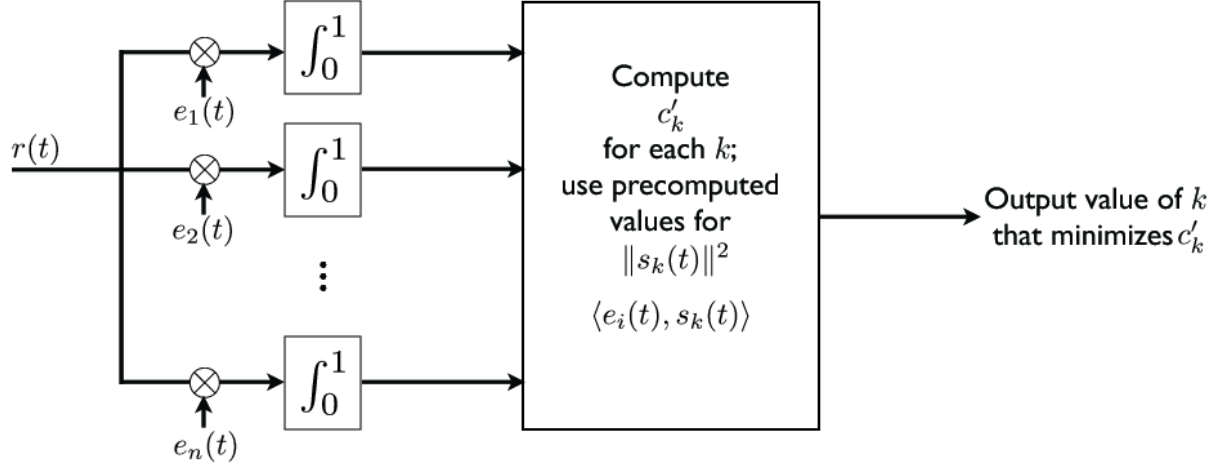 r(t)
e_1(t)
∫_0^1
e_2(t)
∫_0^1
⋮
e_n(t)
∫_0^1
Compute
c'_k
for each k;
use precomputed
values for
‖s_k(t)‖^2
⟨e_i(t), s_k(t)⟩
Output value of k
that minimizes c'_k